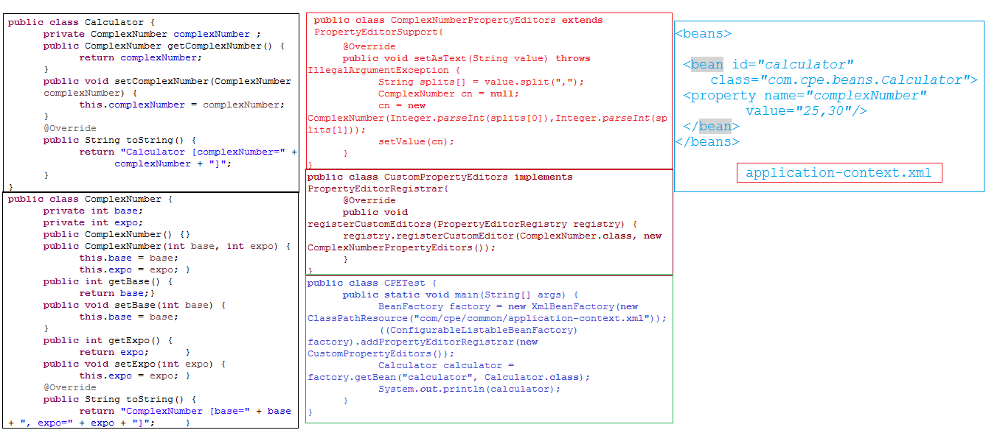 public class Calculator {
private ComplexNumber complexNumber ;
public ComplexNumber getComplexNumber() {
return complexNumber;
}
public void setComplexNumber(ComplexNumber
complexNumber) {
this.complexNumber = complexNumber;
}
@Override
public String toString() {
return "Calculator [complexNumber=" +
complexNumber + "]";
}
}
public class ComplexNumber {
private int base;
private int expo;
public ComplexNumber() {}
public ComplexNumber(int base, int expo) {
this.base = base;
this.expo = expo; }
public int getBase() {
return base;}
public void setBase(int base) {
this.base = base;
}
public int getExpo() {
return expo; }
public void setExpo(int expo) {
this.expo = expo; }
@Override
public String toString() {
return "ComplexNumber [base=" + base
+ ", expo=" + expo + "]"; }
public class ComplexNumberPropertyEditors extends
PropertyEditorSupport{
@Override
public void setAsText(String value) throws
IllegalArgumentException {
String splits[] = value.split(",");
ComplexNumber cn = null;
cn = new
ComplexNumber(Integer.parseInt(splits[0]),Integer.parseInt(sp
lits[1]));
setValue(cn);
}
}
public class CustomPropertyEditors implements
PropertyEditorRegistrar{
@Override
public void
registerCustomEditors(PropertyEditorRegistry registry) {
registry.registerCustomEditor(ComplexNumber.class, new
ComplexNumberPropertyEditors());
}
}
public class CPETest {
public static void main(String[] args) {
BeanFactory factory = new XmlBeanFactory(new
ClassPathResource("com/cpe/common/application-context.xml"));
((ConfigurableListableBeanFactory)
factory).addPropertyEditorRegistrar(new
CustomPropertyEditors());
Calculator calculator =
factory.getBean("calculator", Calculator.class);
System.out.println(calculator);
}
}
<beans>
<bean id="calculator"
class="com.cpe.beans.Calculator">
<property name="complexNumber"
value="25,30"/>
</bean>
</beans>
application-context.xml